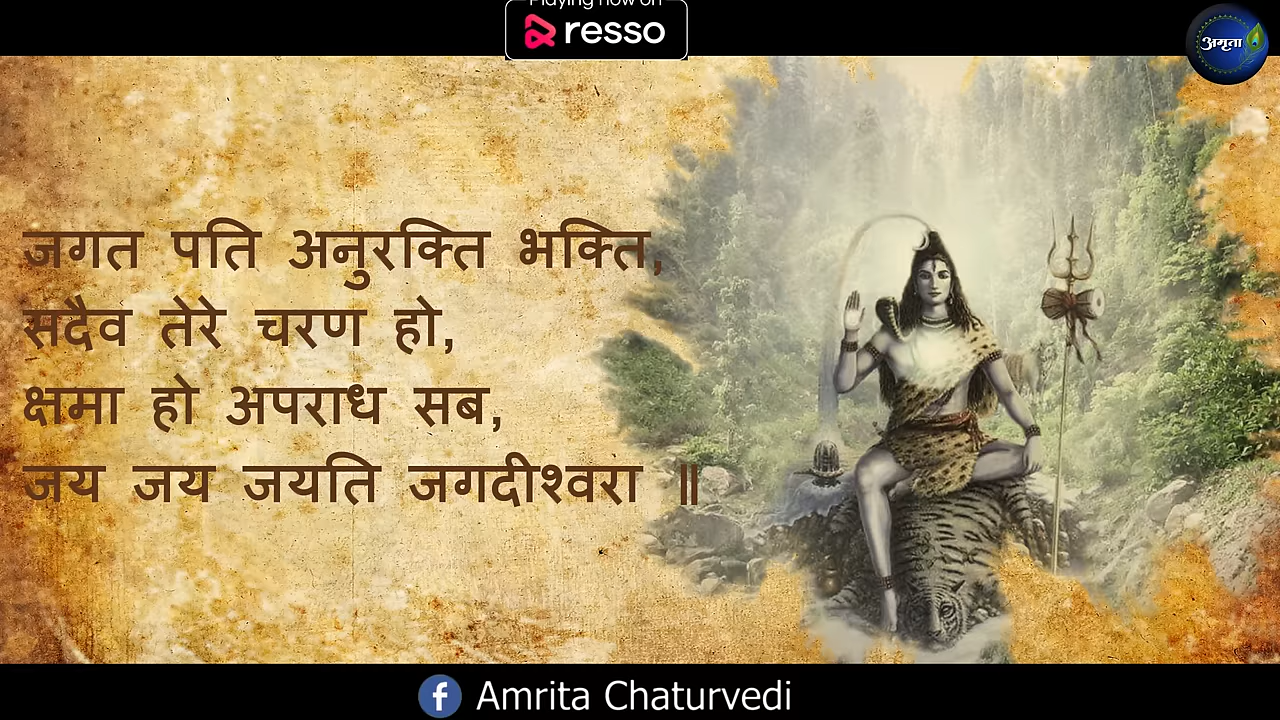 Playing now on
resso
अमृता
जगत पति अनुरक्ति भक्ति,
सदैव तेरे चरण हो,
क्षमा हो अपराध सब,
जय जय जयति जगदीश्वरा ॥
Amrita Chaturvedi